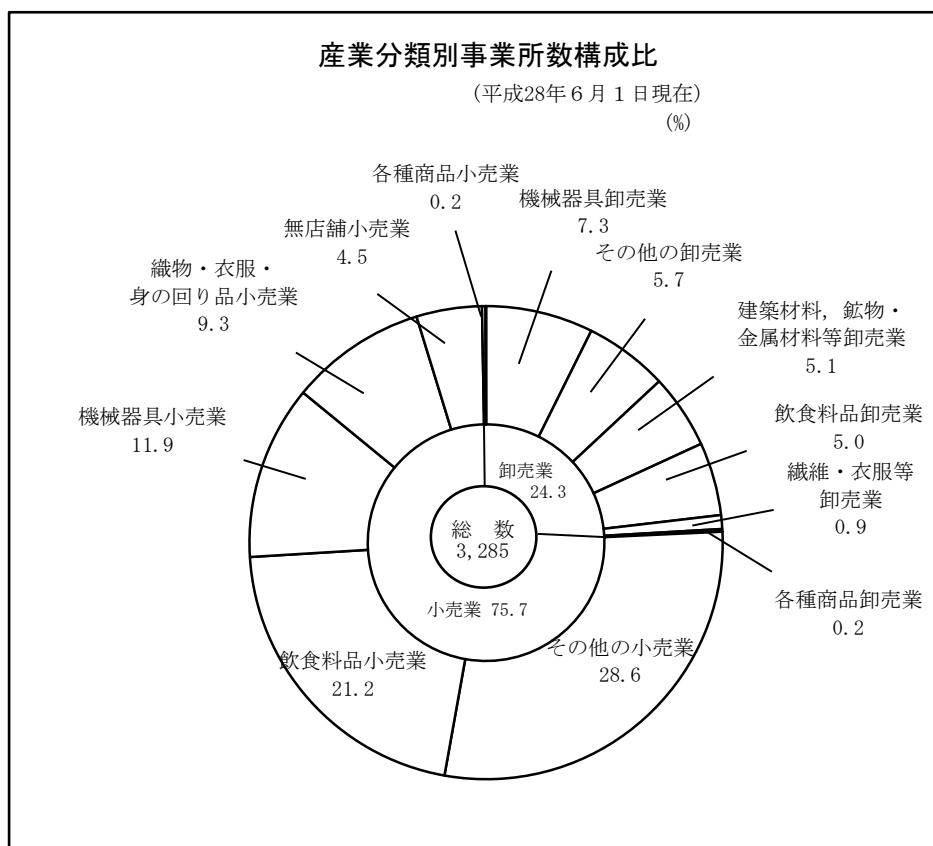 産業分類別事業所数構成比
(平成28年６月１日現在)
(%)
各種商品小売業
0.2
機械器具卸売業
7.3
無店舗小売業
4.5
その他の卸売業
5.7
織物・衣服・
身の回り品小売業
9.3
建築材料，鉱物・
金属材料等卸売業
5.1
機械器具小売業
11.9
飲食料品卸売業
5.0
繊維・衣服等
卸売業
0.9
卸売業
24.3
総　数
3,285
各種商品卸売業
0.2
小売業 75.7
その他の小売業
28.6
飲食料品小売業
21.2